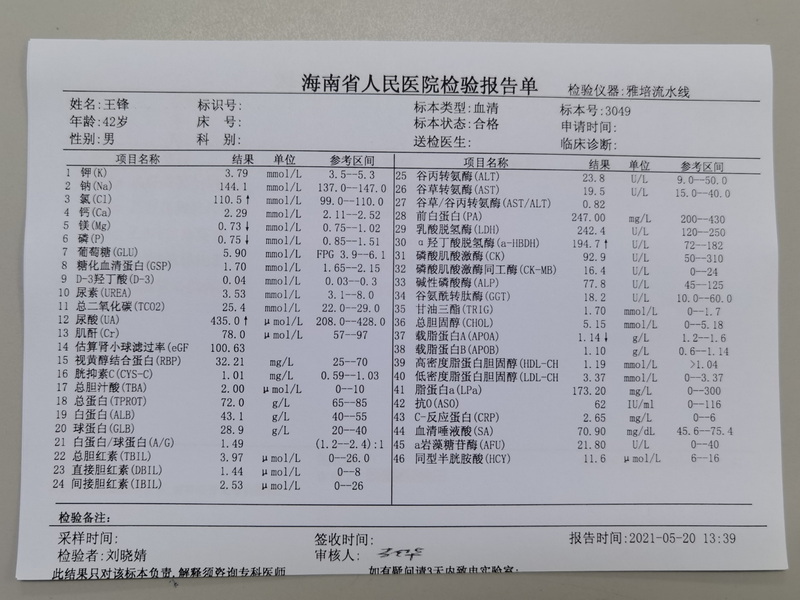 海南省人民医院检验报告单
检验仪器:雅培流水线
姓名:王锋 标识号: 标本类型:血清 标本号:3049
年龄:42岁 床 号: 标本状态:合格 申请时间:
性别:男 科 别: 送检医生: 临床诊断:
项目名称 结果 单位 参考区间
1 钾(K) 3.79 mmol/L 3.5--5.3
2 钠(Na) 144.1 mmol/L 137.0--147.0
3 氯(Cl) 110.5↑ mmol/L 99.0--110.0
4 钙(Ca) 2.29 mmol/L 2.11--2.52
5 镁(Mg) 0.73↓ mmol/L 0.75--1.02
6 磷(P) 0.75↓ mmol/L 0.85--1.51
7 葡萄糖(GLU) 5.90 mmol/L FPG 3.9--6.1
8 糖化血清蛋白(GSP) 1.70 mmol/L 1.65--2.15
9 D-3羟丁酸(D-3) 0.04 mmol/L 0.03--0.3
10 尿素(UREA) 3.53 mmol/L 3.1--8.0
11 总二氧化碳(TCO2) 25.4 mmol/L 22.0--29.0
12 尿酸(UA) 435.0↑ μmol/L 208.0--428.0
13 肌酐(Cr) 78.0 μmol/L 57--97
14 估算肾小球滤过率(eGF 100.63
15 视黄醇结合蛋白(RBP) 32.21 mg/L 25--70
16 胱抑素C(CYS-C) 1.01 mg/L 0.59--1.03
17 总胆汁酸(TBA) 2.00 μmol/L 0--10
18 总蛋白(TPROT) 72.0 g/L 65--85
19 白蛋白(ALB) 43.1 g/L 40--55
20 球蛋白(GLB) 28.9 g/L 20--40
21 白蛋白/球蛋白(A/G) 1.49 (1.2--2.4):1
22 总胆红素(TBIL) 3.97 μmol/L 0--26.0
23 直接胆红素(DBIL) 1.44 μmol/L 0--8
24 间接胆红素(IBIL) 2.53 μmol/L 0--26
项目名称 结果 单位 参考区间
25 谷丙转氨酶(ALT) 23.8 U/L 9.0--50.0
26 谷草转氨酶(AST) 19.5 U/L 15.0--40.0
27 谷草/谷丙转氨酶(AST/ALT) 0.82
28 前白蛋白(PA) 247.00 mg/L 200--430
29 乳酸脱氢酶(LDH) 242.4 U/L 120--250
30 α羟丁酸脱氢酶(a-HBDH) 194.7↑ U/L 72--182
31 磷酸肌酸激酶(CK) 92.9 U/L 50--310
32 磷酸肌酸激酶同工酶(CK-MB) 16.4 U/L 0--24
33 碱性磷酸酶(ALP) 77.8 U/L 45--125
34 谷氨酰转肽酶(GGT) 18.2 U/L 10.0--60.0
35 甘油三酯(TRIG) 1.70 mmol/L 0--1.7
36 总胆固醇(CHOL) 5.15 mmol/L 0--5.18
37 载脂蛋白A(APOA) 1.14↓ g/L 1.2--1.6
38 载脂蛋白B(APOB) 1.10 g/L 0.6--1.14
39 高密度脂蛋白胆固醇(HDL-CH 1.19 mmol/L >1.04
40 低密度脂蛋白胆固醇(LDL-CH 3.37 mmol/L 0--3.37
41 脂蛋白a(LPa) 173.20 mg/L 0--300
42 抗O(ASO) 62 IU/ml 0--116
43 C-反应蛋白(CRP) 2.65 mg/L 0--6
44 血清唾液酸(SA) 70.90 mg/dL 45.6--75.4
45 a岩藻糖苷酶(AFU) 21.80 U/L 0--40
46 同型半胱胺酸(HCY) 11.6 μmol/L 6--16
检验备注:
采样时间: 签收时间: 报告时间:2021-05-20 13:39
检验者:刘晓婧 审核人:
此结果只对该标本负责,解释须咨询专科医师 如有疑问请3天内致电实验室: